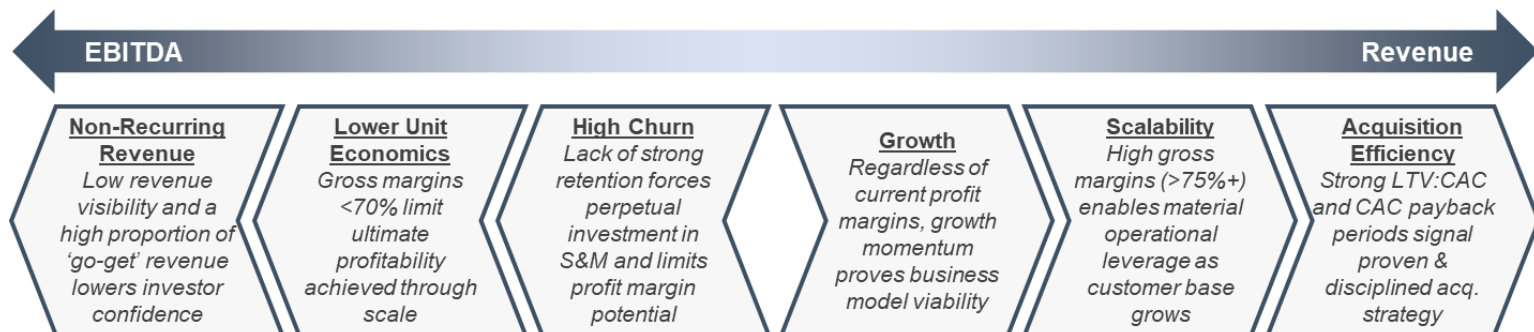 EBITDA
Revenue
Non-Recurring
Revenue
Low revenue
visibility and a
high proportion of
‘go-get’ revenue
lowers investor
confidence
Lower Unit
Economics
Gross margins
<70% limit
ultimate
profitability
achieved through
scale
High Churn
Lack of strong
retention forces
perpetual
investment in
S&M and limits
profit margin
potential
Growth
Regardless of
current profit
margins, growth
momentum
proves business
model viability
Scalability
High gross
margins (>75%+)
enables material
operational
leverage as
customer base
grows
Acquisition
Efficiency
Strong LTV:CAC
and CAC payback
periods signal
proven &
disciplined acq.
strategy